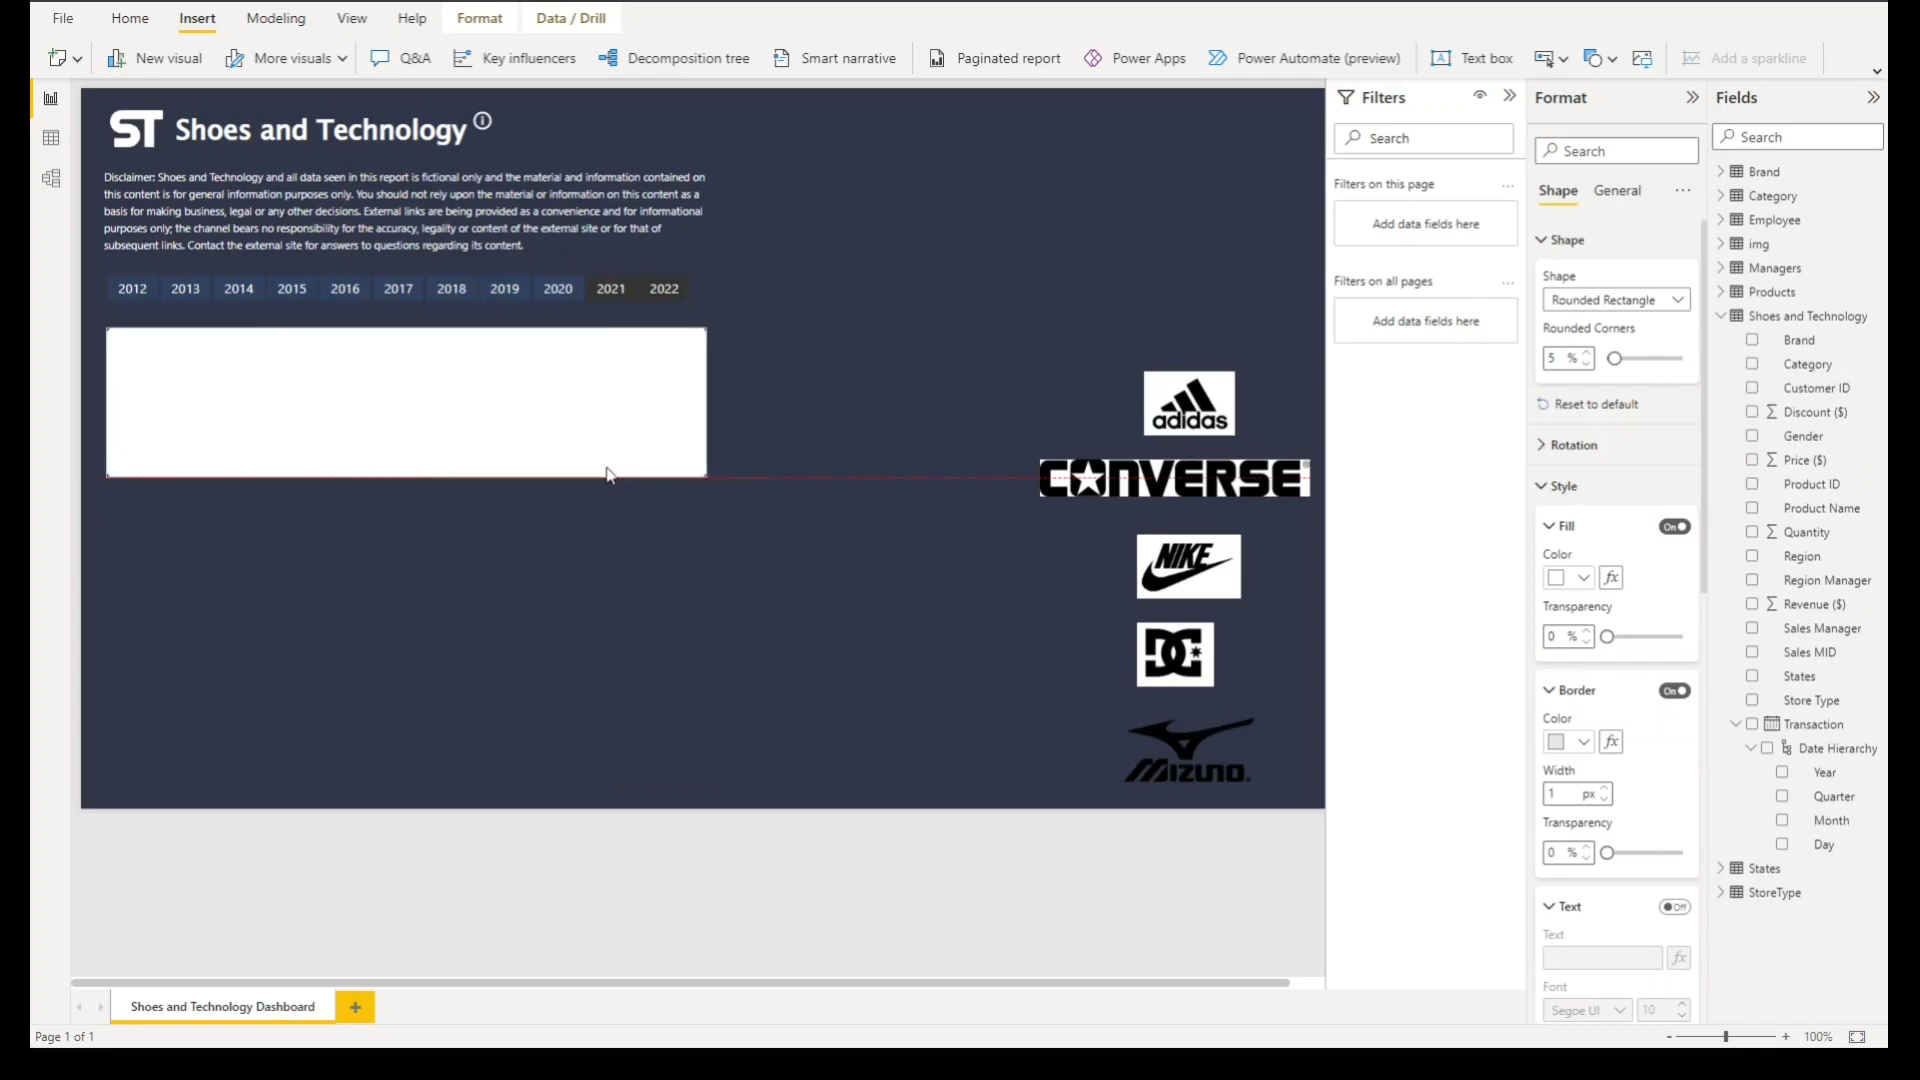 File Home Insert Modeling View Help Format Data / Drill
New visual More visuals Q&A Key influencers Decomposition tree Smart narrative Paginated report Power Apps Power Automate (preview) Text box Add a sparkline
ST Shoes and Technology
Disclaimer: Shoes and Technology and all data seen in this report is fictional only and the material and information contained on
this content is for general information purposes only. You should not rely upon the material or information on this content as a
basis for making business, legal or any other decisions. External links are being provided as a convenience and for informational
purposes only; the channel bears no responsibility for the accuracy, legality or content of the external site or for that of
subsequent links. Contact the external site for answers to questions regarding its content.
2012 2013 2014 2015 2016 2017 2018 2019 2020 2021 2022
adidas
CONVERSE
NIKE
DC
MIZUNO
Filters
Search
Filters on this page
Add data fields here
Filters on all pages
Add data fields here
Format
Search
Shape General
Shape
Shape
Rounded Rectangle
Rounded Corners
5 %
Reset to default
Rotation
Style
Fill On
Color
fx
Transparency
0 %
Border On
Color
fx
Width
1 px
Transparency
0 %
Text Off
Text
fx
Font
Segoe UI 10
Fields
Search
Brand
Category
Employee
img
Managers
Products
Shoes and Technology
Brand
Category
Customer ID
Discount ($)
Gender
Price ($)
Product ID
Product Name
Quantity
Region
Region Manager
Revenue ($)
Sales Manager
Sales MID
States
Store Type
Transaction
Date Hierarchy
Year
Quarter
Month
Day
States
StoreType
Shoes and Technology Dashboard
Page 1 of 1
- + 100%